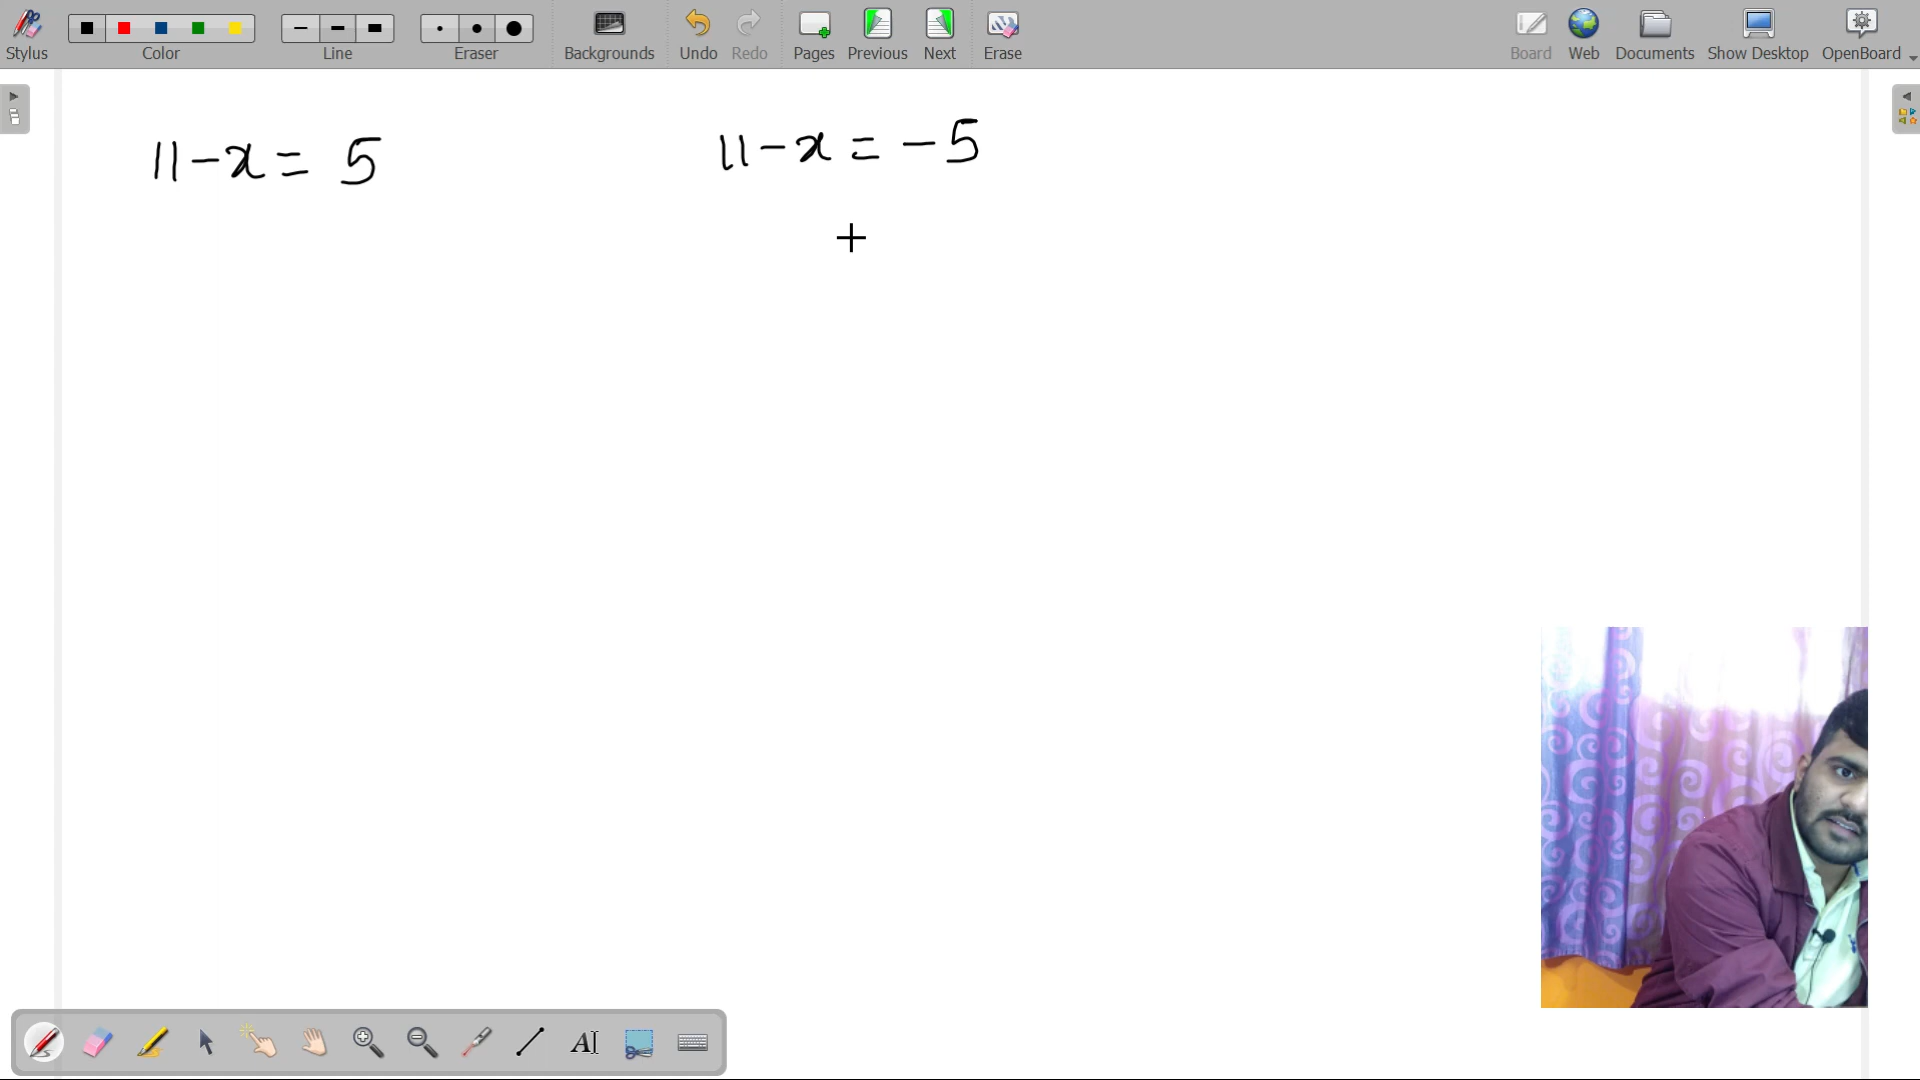 Stylus Color Line Eraser Backgrounds Undo Redo Pages Previous Next Erase Board Web Documents Show Desktop OpenBoard
11-x = 5
11-x = -5
AI